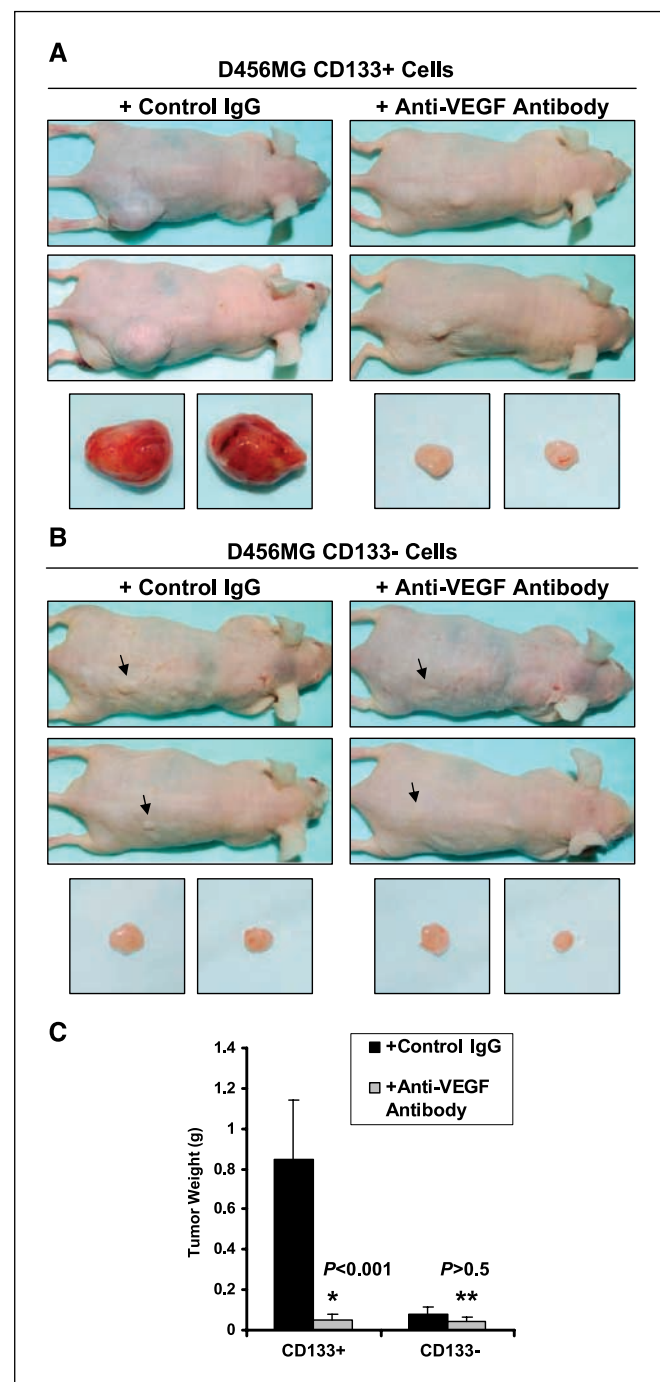 A
D456MG CD133+ Cells
+ Control IgG
+ Anti-VEGF Antibody
B
D456MG CD133- Cells
+ Control IgG
+ Anti-VEGF Antibody
C
+Control IgG
+Anti-VEGF
Antibody
Tumor Weight (g)
1.4
1.2
1
0.8
0.6
0.4
0.2
0
P<0.001
*
P>0.5
**
CD133+
CD133-